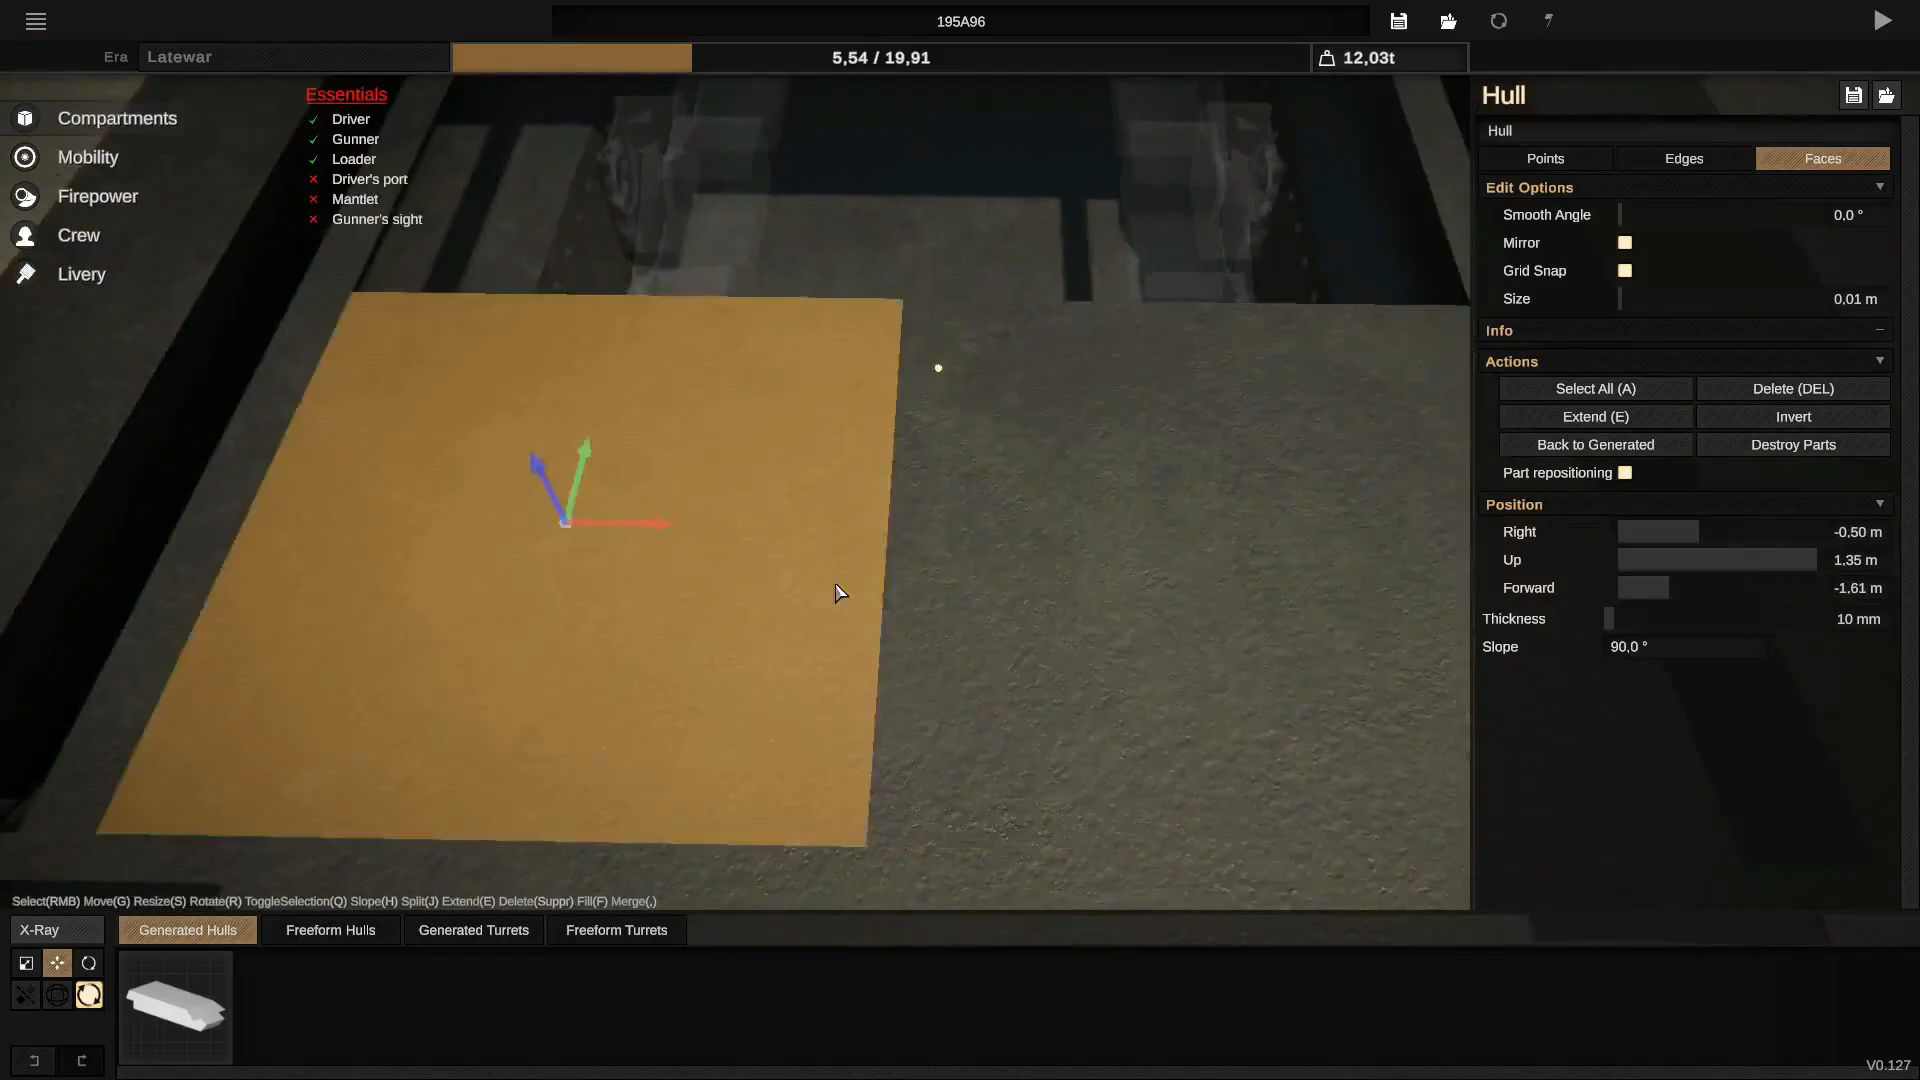 195A96
Era Latewar
5,54 / 19,91
12,03t
Compartments
Mobility
Firepower
Crew
Livery
Essentials
✓ Driver
✓ Gunner
✓ Loader
✕ Driver's port
✕ Mantlet
✕ Gunner's sight
Hull
Hull
Points Edges Faces
Edit Options
Smooth Angle 0,0 °
Mirror
Grid Snap
Size 0,01 m
Info
Actions
Select All (A) Delete (DEL)
Extend (E) Invert
Back to Generated Destroy Parts
Part repositioning
Position
Right -0,50 m
Up 1,35 m
Forward -1,61 m
Thickness 10 mm
Slope 90,0 °
Select(RMB) Move(G) Resize(S) Rotate(R) ToggleSelection(Q) Slope(H) Split(J) Extend(E) Delete(Suppr) Fill(F) Merge(,)
X-Ray Generated Hulls Freeform Hulls Generated Turrets Freeform Turrets
V0.127